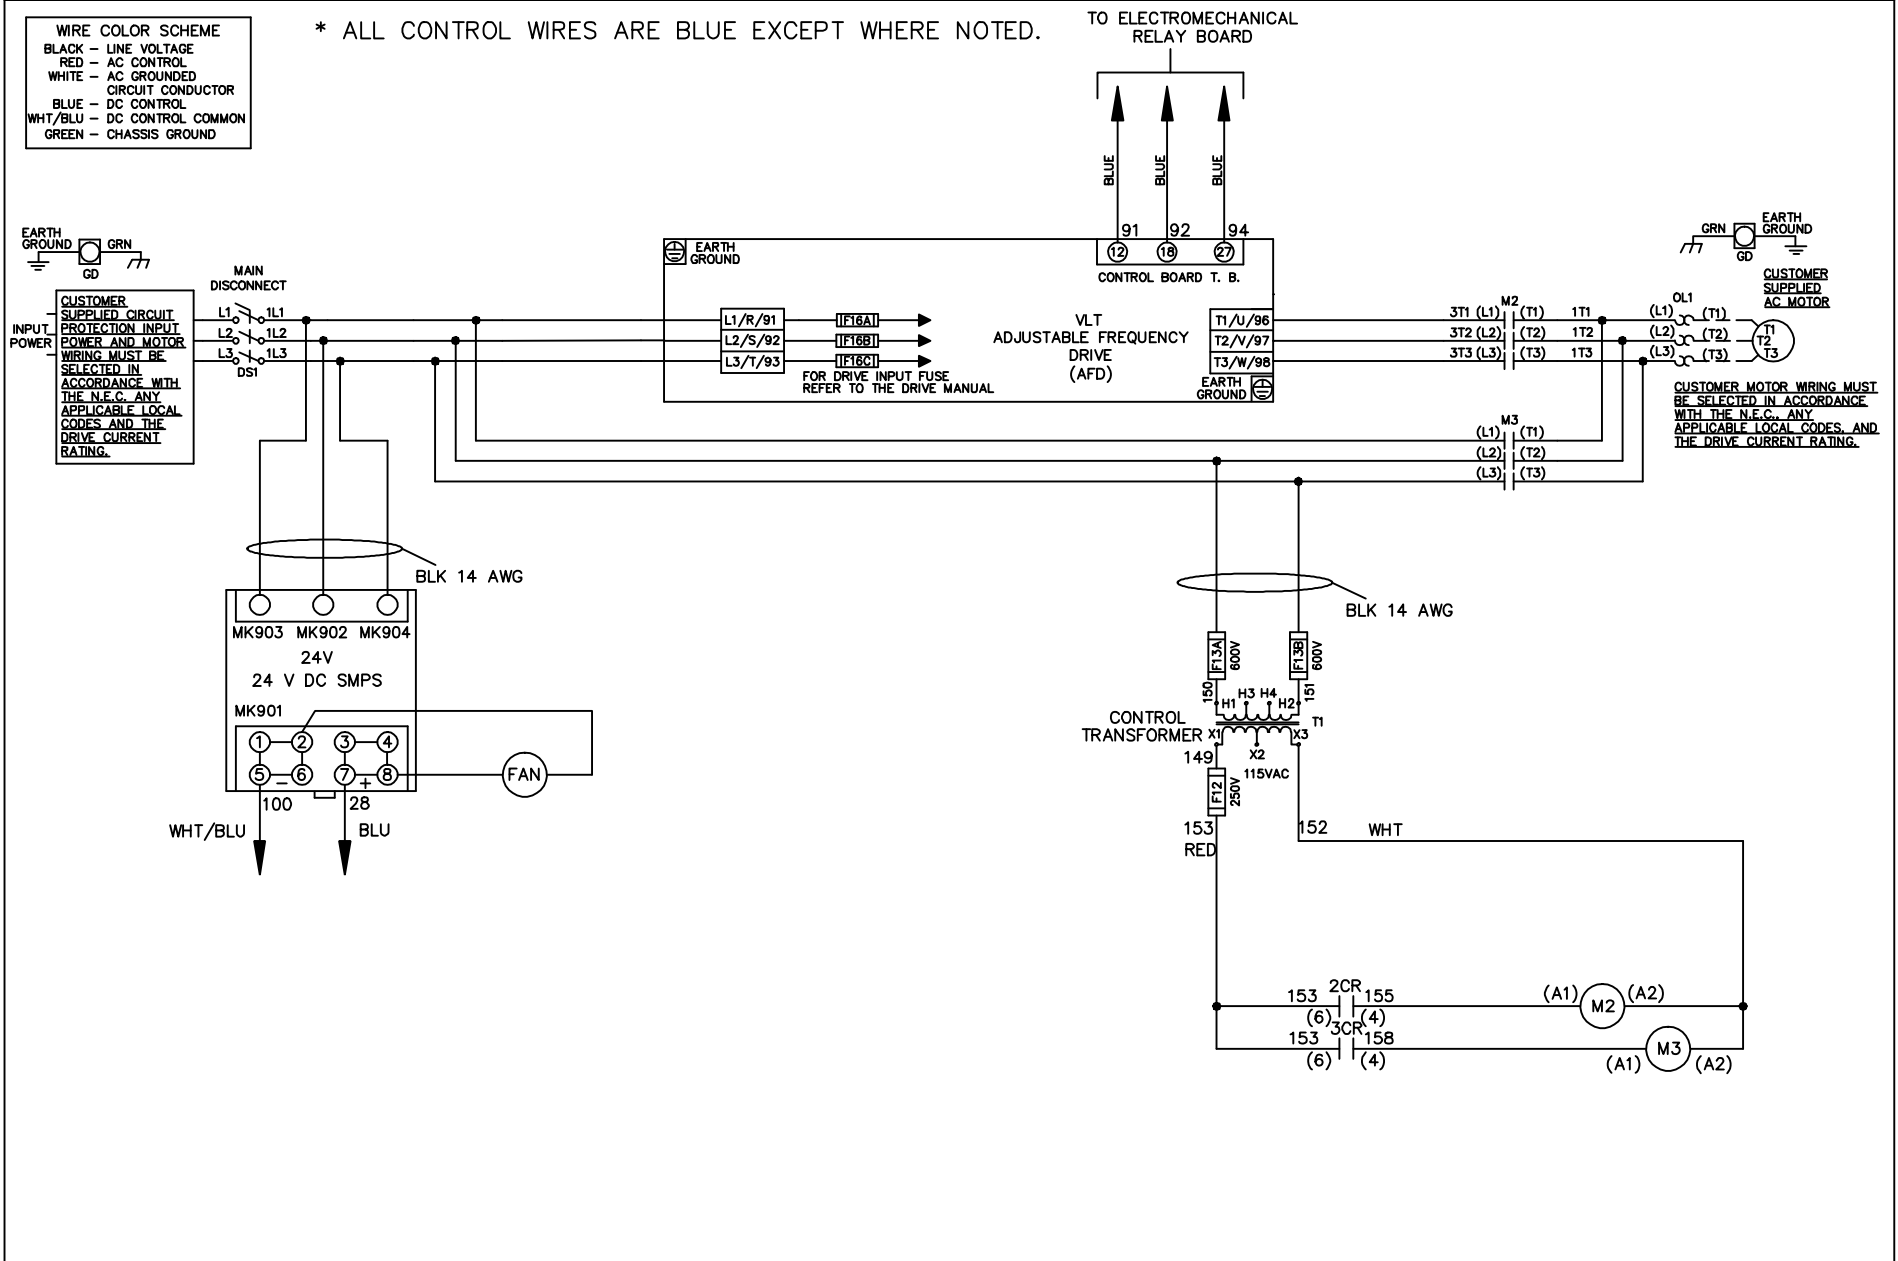 WIRE COLOR SCHEME
BLACK – LINE VOLTAGE
RED – AC CONTROL
WHITE – AC GROUNDED
CIRCUIT CONDUCTOR
BLUE – DC CONTROL
WHT/BLU – DC CONTROL COMMON
GREEN – CHASSIS GROUND
* ALL CONTROL WIRES ARE BLUE EXCEPT WHERE NOTED.
TO ELECTROMECHANICAL
RELAY BOARD
BLUE
BLUE
BLUE
91 92 94
12 18 27
CONTROL BOARD T. B.
EARTH
GROUND
GRN
GD
MAIN
DISCONNECT
INPUT
POWER
CUSTOMER
SUPPLIED CIRCUIT
PROTECTION INPUT
POWER AND MOTOR
WIRING MUST BE
SELECTED IN
ACCORDANCE WITH
THE N.E.C. ANY
APPLICABLE LOCAL
CODES AND THE
DRIVE CURRENT
RATING.
L1 1L1
L2 1L2
L3 1L3
DS1
EARTH
GROUND
L1/R/91 IF16A
L2/S/92 IF16B
L3/T/93 IF16C
FOR DRIVE INPUT FUSE
REFER TO THE DRIVE MANUAL
VLT
ADJUSTABLE FREQUENCY
DRIVE
(AFD)
T1/U/96
T2/V/97
T3/W/98
EARTH
GROUND
M2
3T1 (L1) (T1) 1T1
3T2 (L2) (T2) 1T2
3T3 (L3) (T3) 1T3
M3
(L1) (T1)
(L2) (T2)
(L3) (T3)
GRN
EARTH
GROUND
GD
CUSTOMER
SUPPLIED
AC MOTOR
OL1
(L1) (T1)
(L2) (T2)
(L3) (T3)
T1
T2
T3
CUSTOMER MOTOR WIRING MUST
BE SELECTED IN ACCORDANCE
WITH THE N.E.C., ANY
APPLICABLE LOCAL CODES, AND
THE DRIVE CURRENT RATING.
BLK 14 AWG
MK903 MK902 MK904
24V
24 V DC SMPS
MK901
1 2 3 4
5 – 6 7 + 8
FAN
100 28
WHT/BLU BLU
BLK 14 AWG
F13A 600V
F13B 600V
150 151
H1 H3 H4 H2
CONTROL
TRANSFORMER
T1
X1 X2 X3
149
115VAC
F12 250V
153
RED
152 WHT
2CR
153 155
(6) (4)
(A1) M2 (A2)
3CR
153 158
(6) (4)
(A1) M3 (A2)